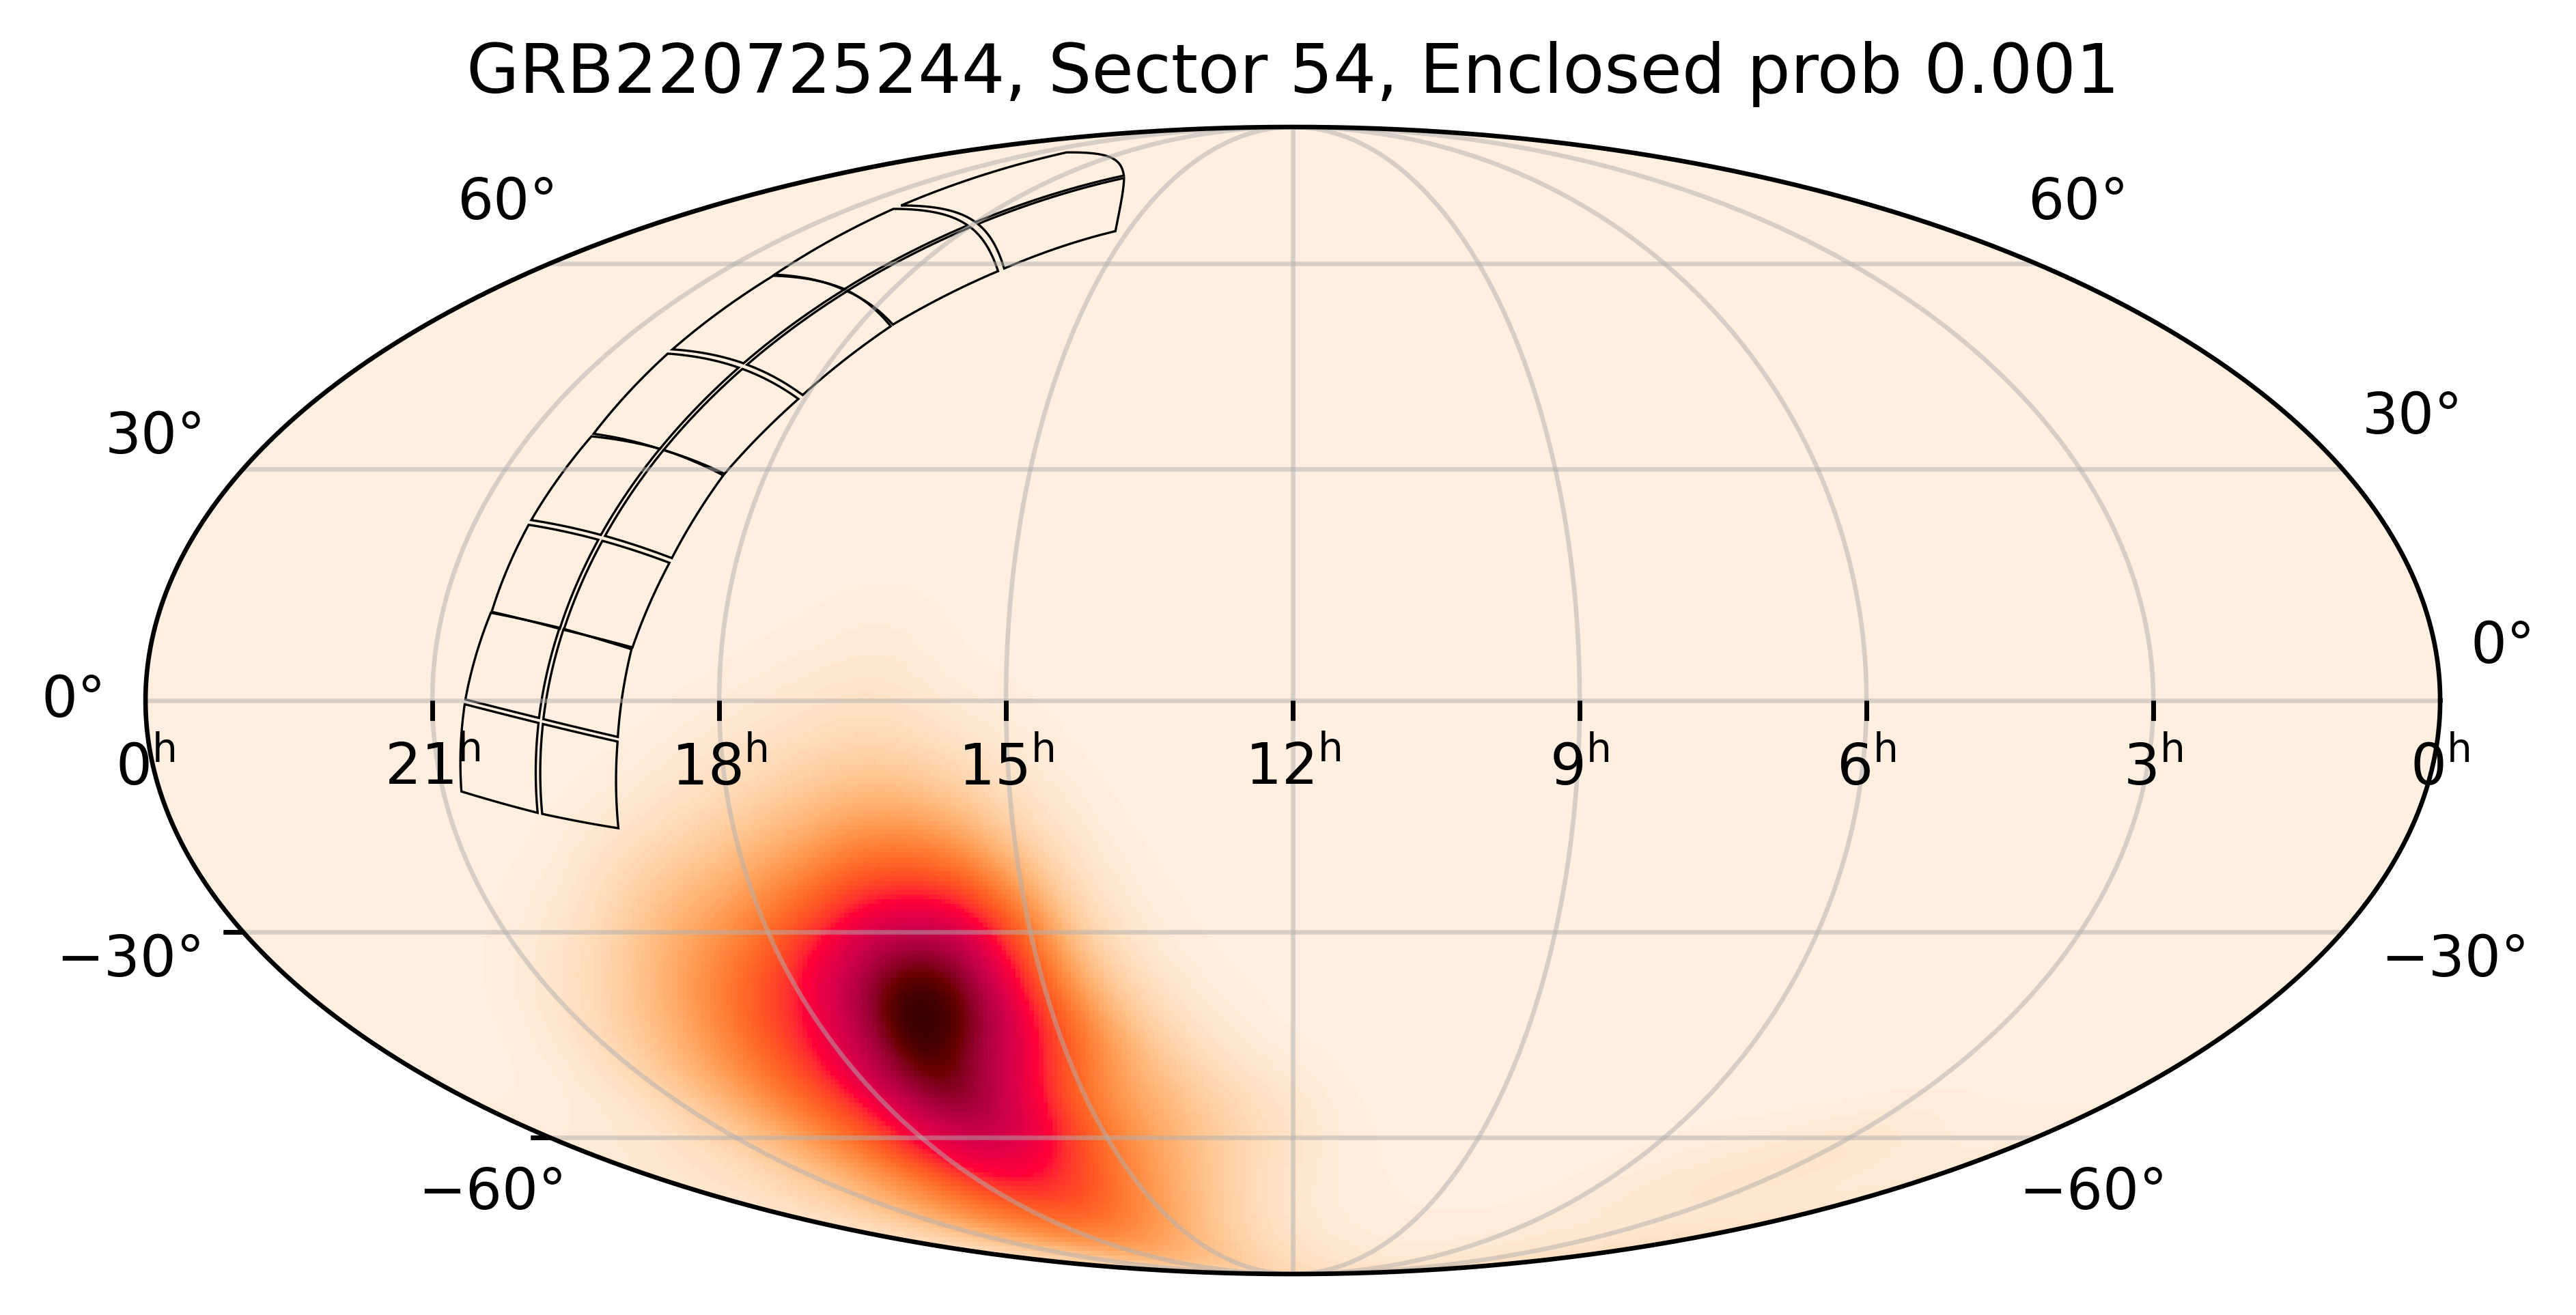 GRB220725244, Sector 54, Enclosed prob 0.001
60° 60°
30° 30°
0° 0°
0h 21h 18h 15h 12h 9h 6h 3h 0h
−30° −30°
−60° −60°